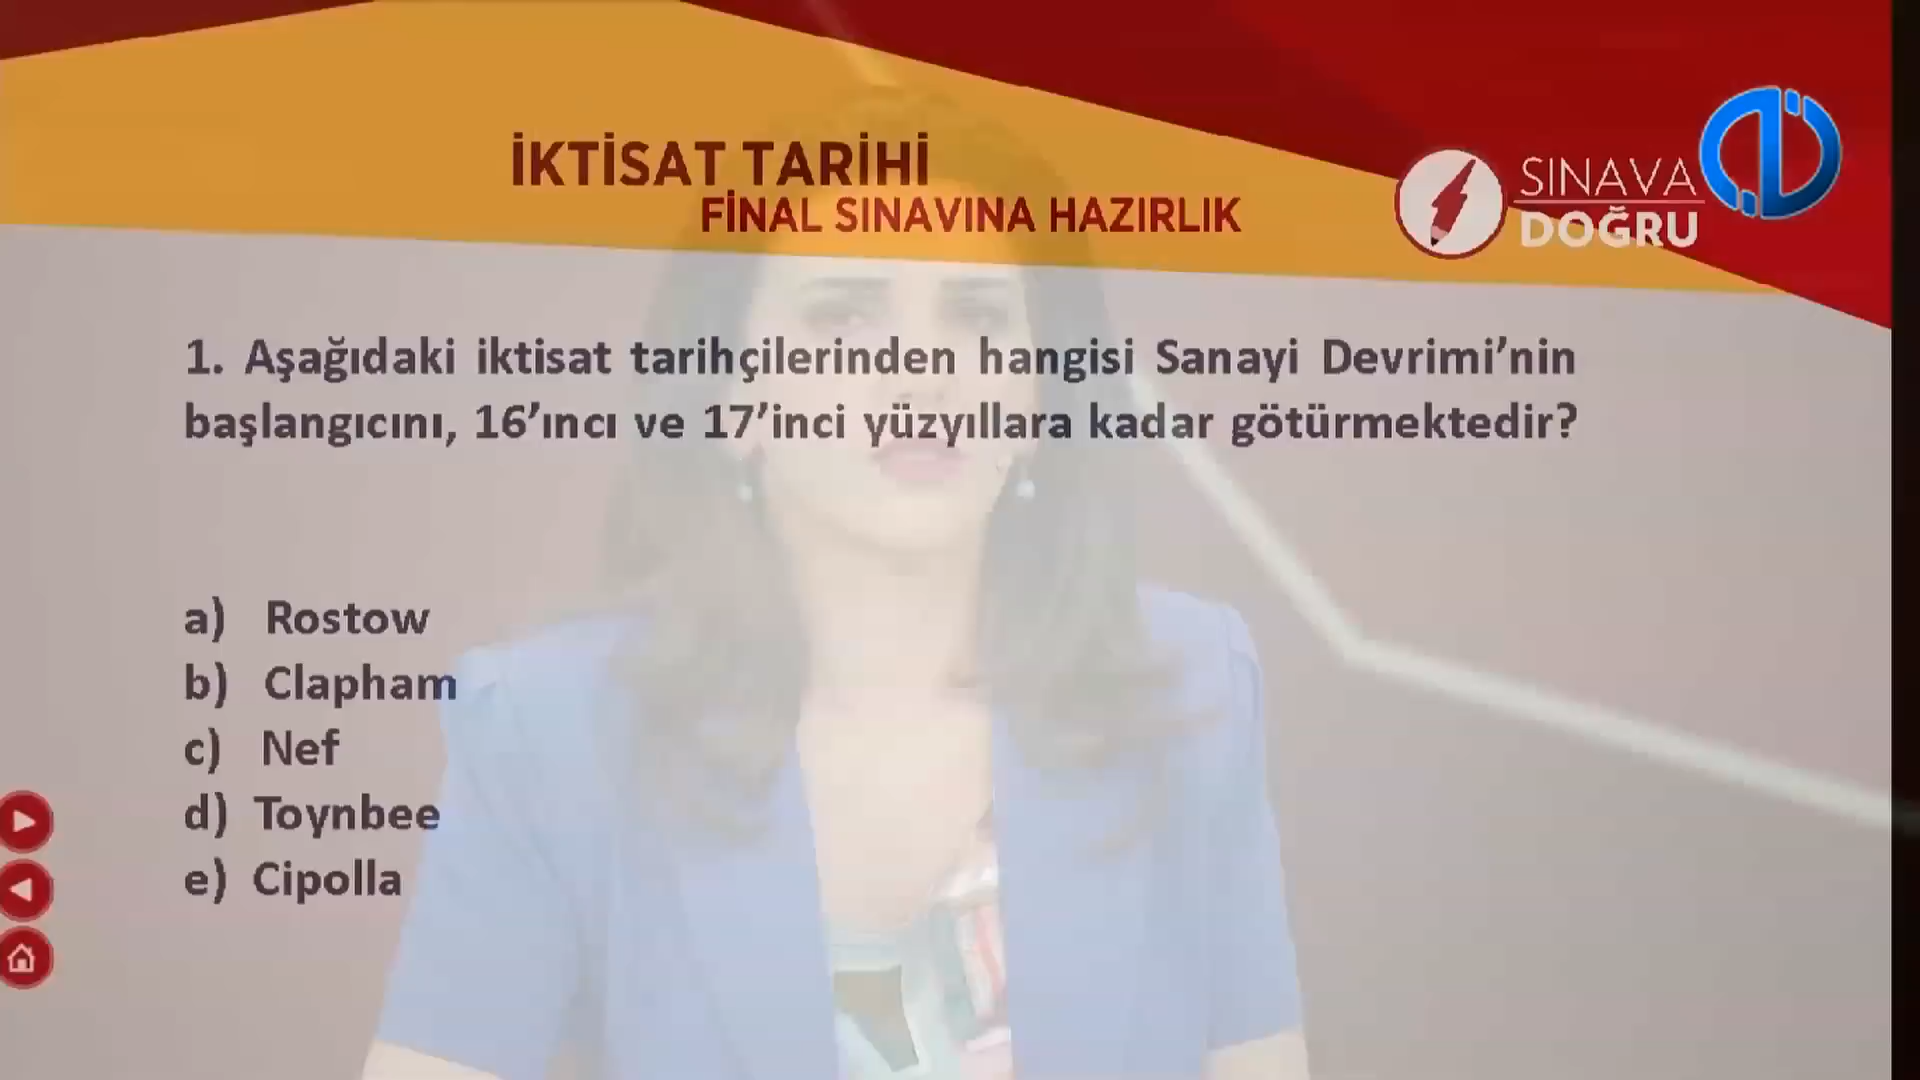 İKTİSAT TARİHİ
FİNAL SINAVINA HAZIRLIK
SINAVA
DOĞRU
1. Aşağıdaki iktisat tarihçilerinden hangisi Sanayi Devrimi’nin
başlangıcını, 16’ıncı ve 17’inci yüzyıllara kadar götürmektedir?
a) Rostow
b) Clapham
c) Nef
d) Toynbee
e) Cipolla